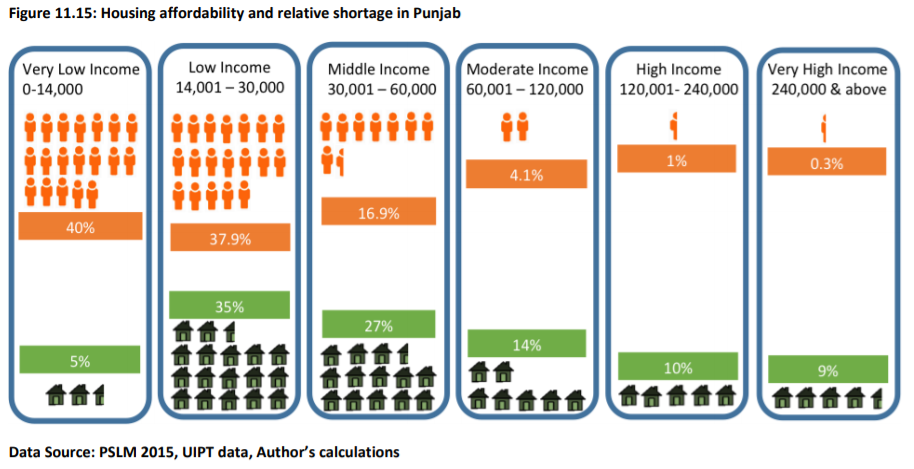 Figure 11.15: Housing affordability and relative shortage in Punjab
Very Low Income
0-14,000
40%
5%
Low Income
14,001 – 30,000
37.9%
35%
Middle Income
30,001 – 60,000
16.9%
27%
Moderate Income
60,001 – 120,000
4.1%
14%
High Income
120,001- 240,000
1%
10%
Very High Income
240,000 & above
0.3%
9%
Data Source: PSLM 2015, UIPT data, Author’s calculations